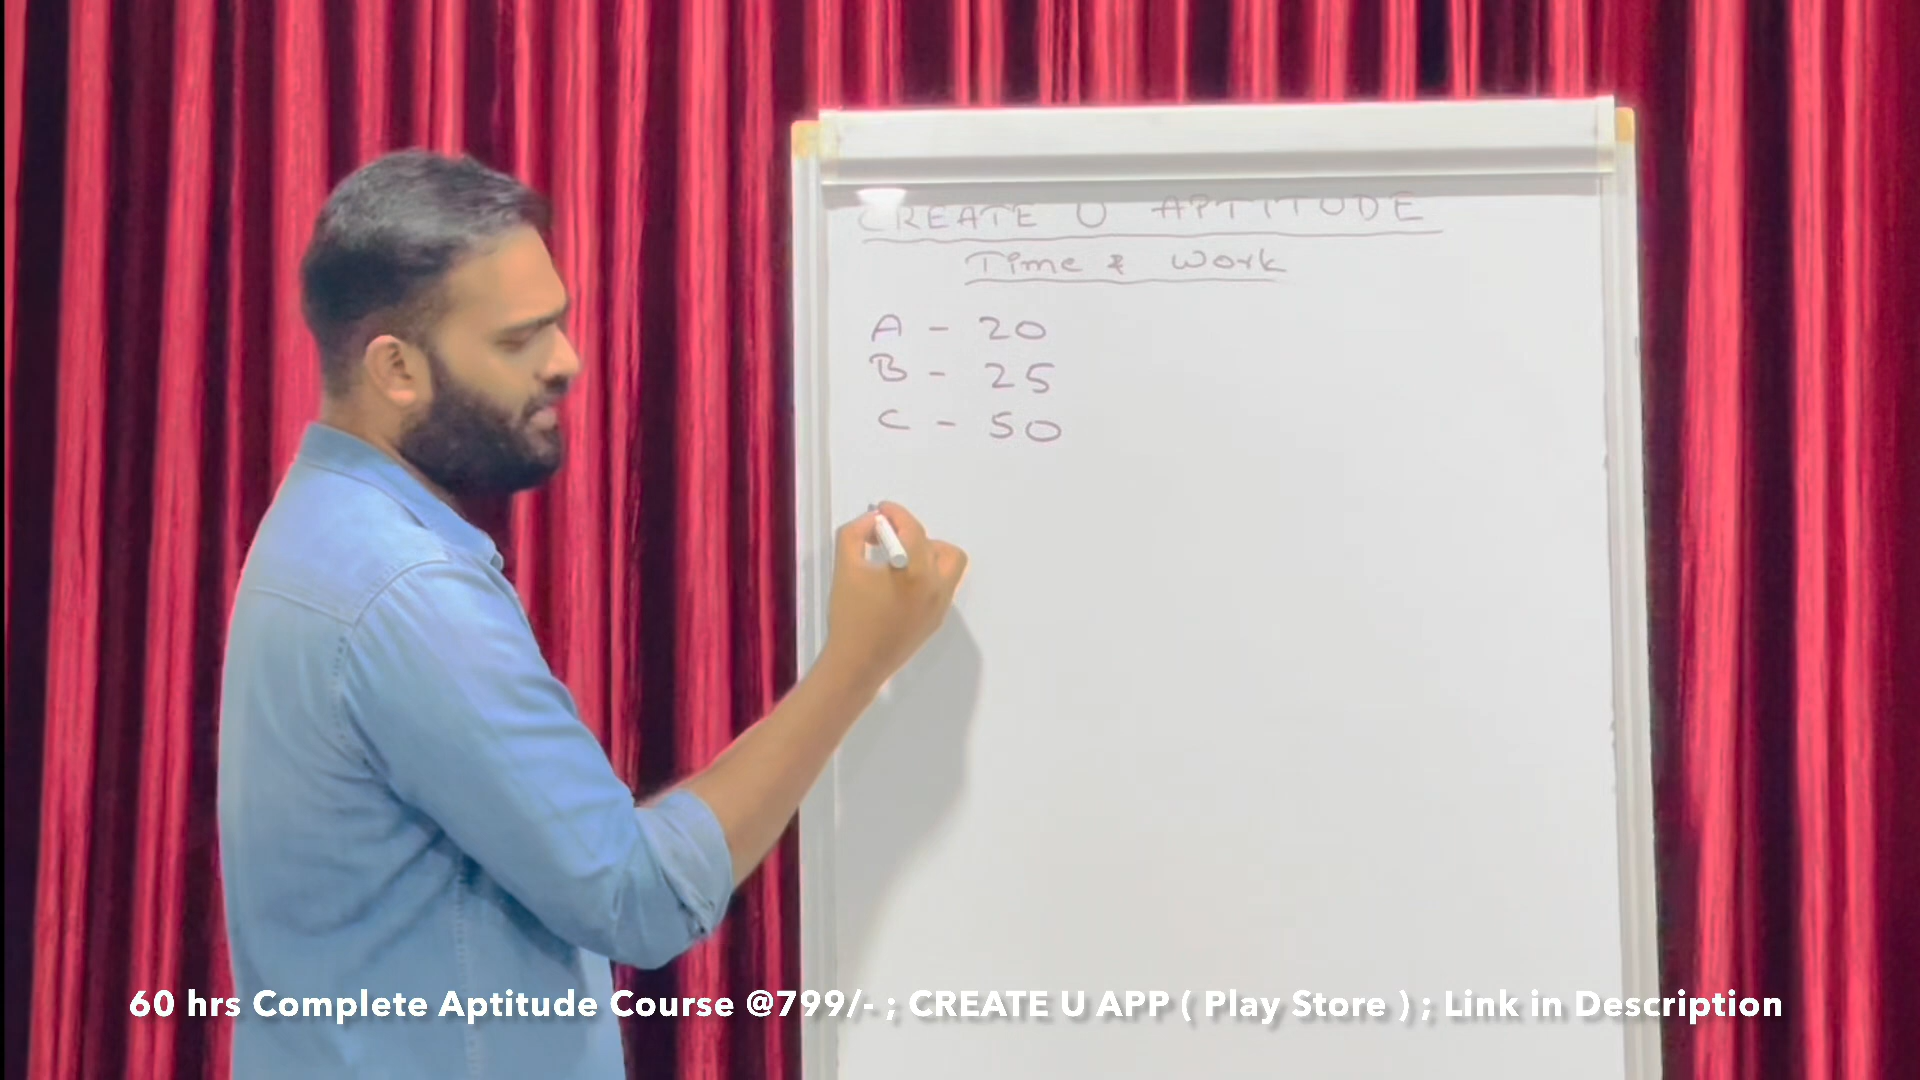 CREATE U APTITUDE
Time & Work
A - 20
B - 25
C - 50
60 hrs Complete Aptitude Course @799/- ; CREATE U APP ( Play Store ) ; Link in Description